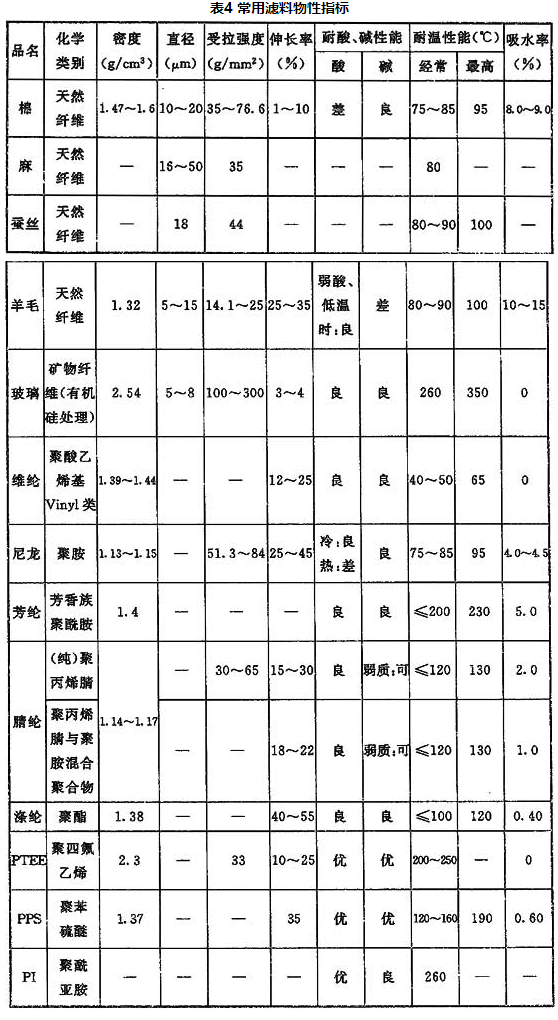 表4 常用滤料物性指标
品名 化学类别 密度(g/cm³) 直径(μm) 受拉强度(g/mm²) 伸长率(%) 耐酸、碱性能 耐温性能(℃) 吸水率(%)
酸 碱 经常 最高
棉 天然纤维 1.47～1.6 10～20 35～76.6 1～10 差 良 75～85 95 8.0～9.0
麻 天然纤维 — 16～50 35 — — — 80 — —
蚕丝 天然纤维 — 18 44 — — — 80～90 100 —
羊毛 天然纤维 1.32 5～15 14.1～25 25～35 弱酸、低温时:良 差 80～90 100 10～15
玻璃 矿物纤维(有机硅处理) 2.54 5～8 100～300 3～4 良 良 260 350 0
维纶 聚酸乙烯基Vinyl 类 1.39～1.44 — — 12～25 良 良 40～50 65 0
尼龙 聚胺 1.13～1.15 — 51.3～84 25～45 冷:良热:差 良 75～85 95 4.0～4.5
芳纶 芳香族聚酰胺 1.4 — — — 良 良 ≤200 230 5.0
腈纶 (纯)聚丙烯腈 1.14～1.17 — 30～65 15～30 良 弱质:可 ≤120 130 2.0
聚丙烯腈与聚胺混合聚合物 — — 18～22 良 弱质:可 ≤120 130 1.0
涤纶 聚酯 1.38 — — 40～55 良 良 ≤100 120 0.40
PTEE 聚四氟乙烯 2.3 — 33 10～25 优 优 200～250 — 0
PPS 聚苯硫醚 1.37 — — 35 优 优 120～160 190 0.60
PI 聚酰亚胺 — — — — 优 良 260 — —